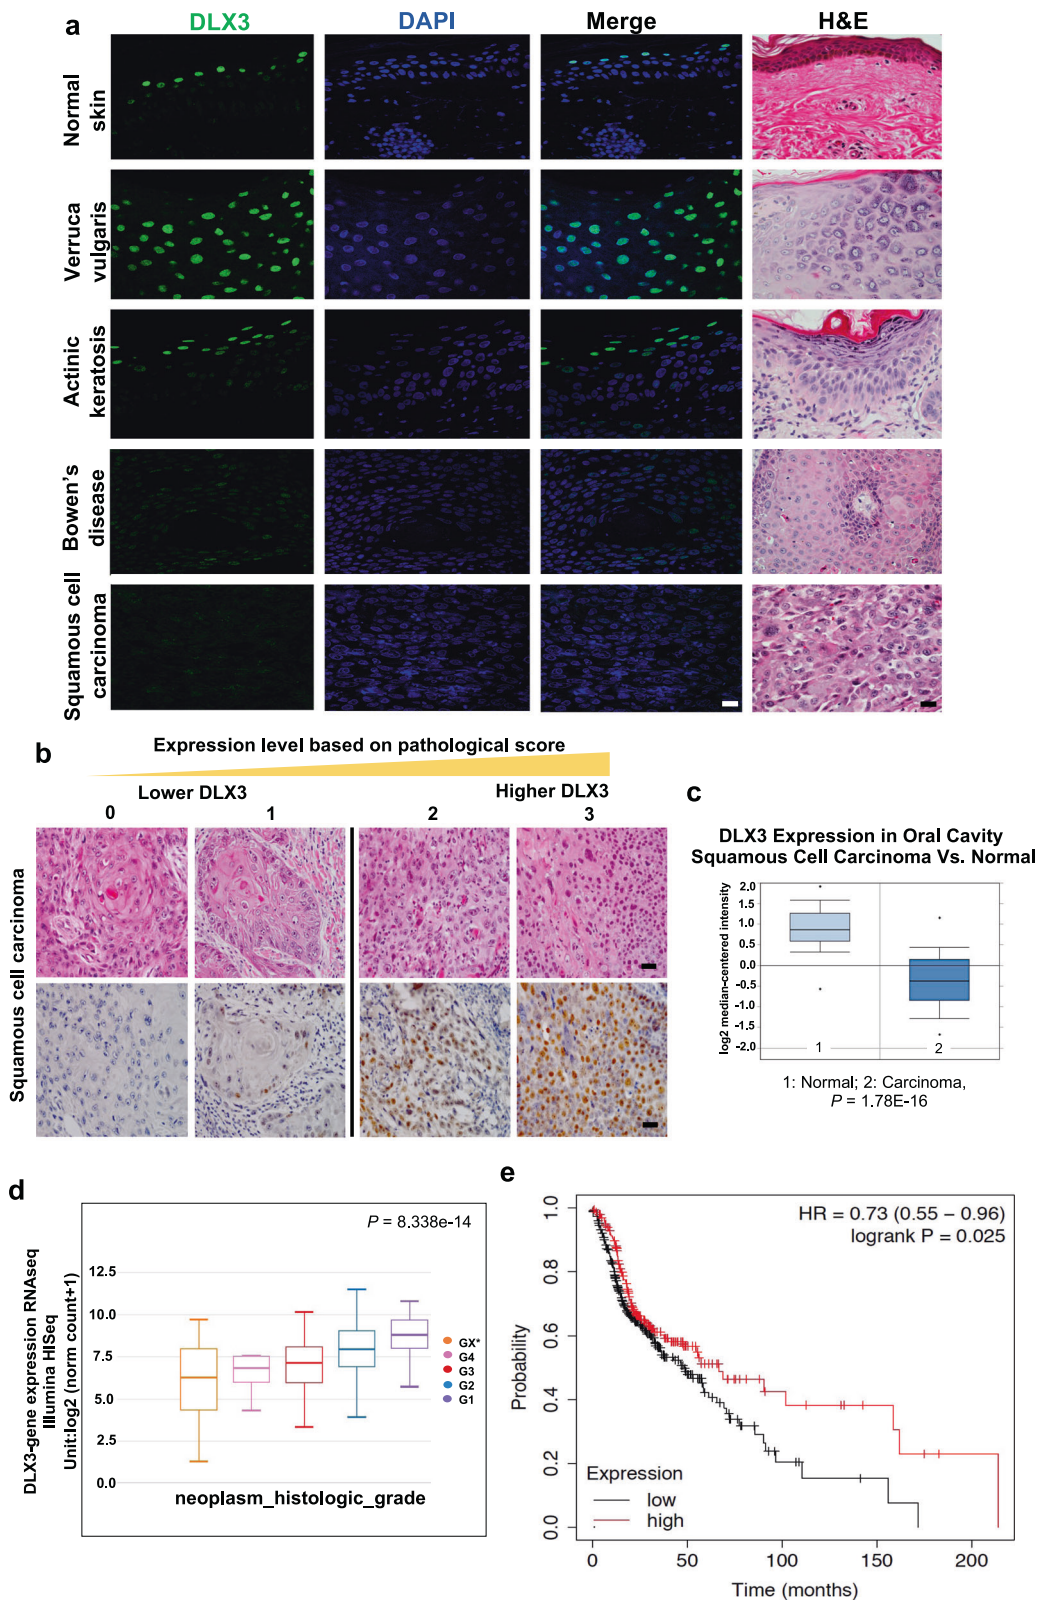 a
DLX3
DAPI
Merge
H&E
Normal
skin
Verruca
vulgaris
Actinic
keratosis
Bowen's
disease
Squamous cell
carcinoma
b
Expression level based on pathological score
Lower DLX3
Higher DLX3
0
1
2
3
Squamous cell carcinoma
c
DLX3 Expression in Oral Cavity
Squamous Cell Carcinoma Vs. Normal
log2 median-centered intensity
2.0
1.5
1.0
0.5
0.0
-0.5
-1.0
-1.5
-2.0
1
2
1: Normal; 2: Carcinoma,
P = 1.78E-16
d
P = 8.338e-14
DLX3-gene expression RNAseq
Illumina HISeq
Unit:log2 (norm count+1)
12.5
10.0
7.5
5.0
2.5
0.0
GX*
G4
G3
G2
G1
neoplasm_histologic_grade
e
HR = 0.73 (0.55 – 0.96)
logrank P = 0.025
Probability
1.0
0.8
0.6
0.4
0.2
0.0
Expression
low
high
0
50
100
150
200
Time (months)